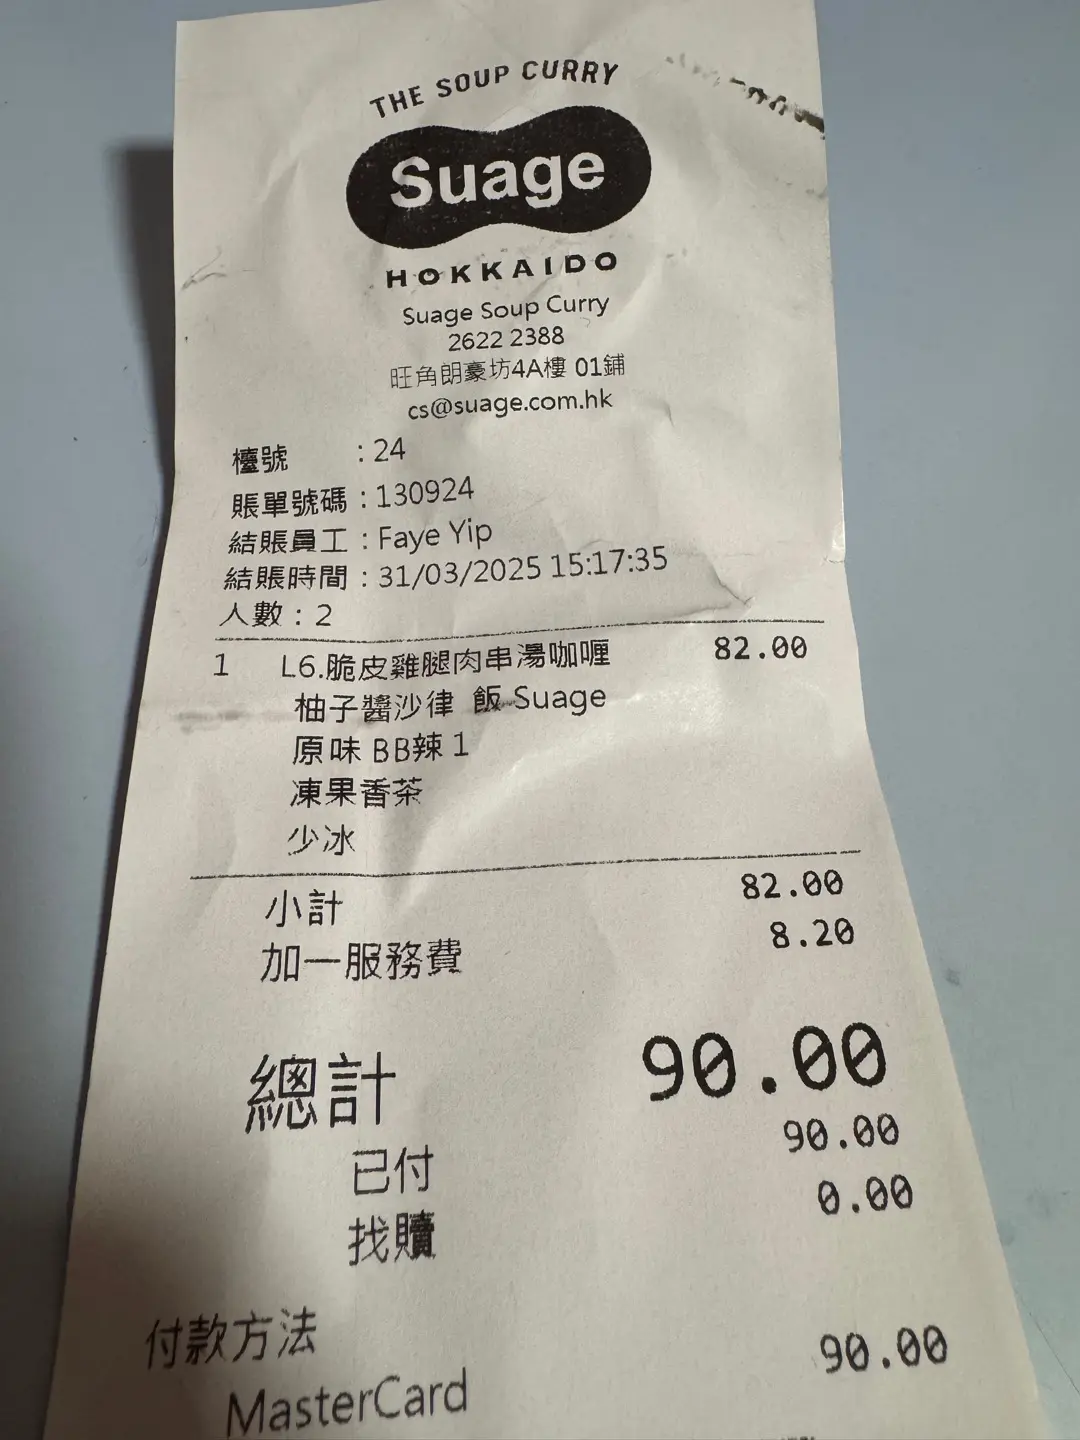 THE SOUP CURRY
Suage
HOKKAIDO
Suage Soup Curry
2622 2388
旺角朗豪坊4A樓 01鋪
cs@suage.com.hk
檯號 : 24
賬單號碼 : 130924
結賬員工 : Faye Yip
結賬時間 : 31/03/2025 15:17:35
人數 : 2
1 L6.脆皮雞腿肉串湯咖喱 82.00
柚子醬沙律 飯 Suage
原味 BB辣 1
凍果香茶
少冰
小計 82.00
加一服務費 8.20
總計 90.00
已付 90.00
找贖 0.00
付款方法
MasterCard 90.00